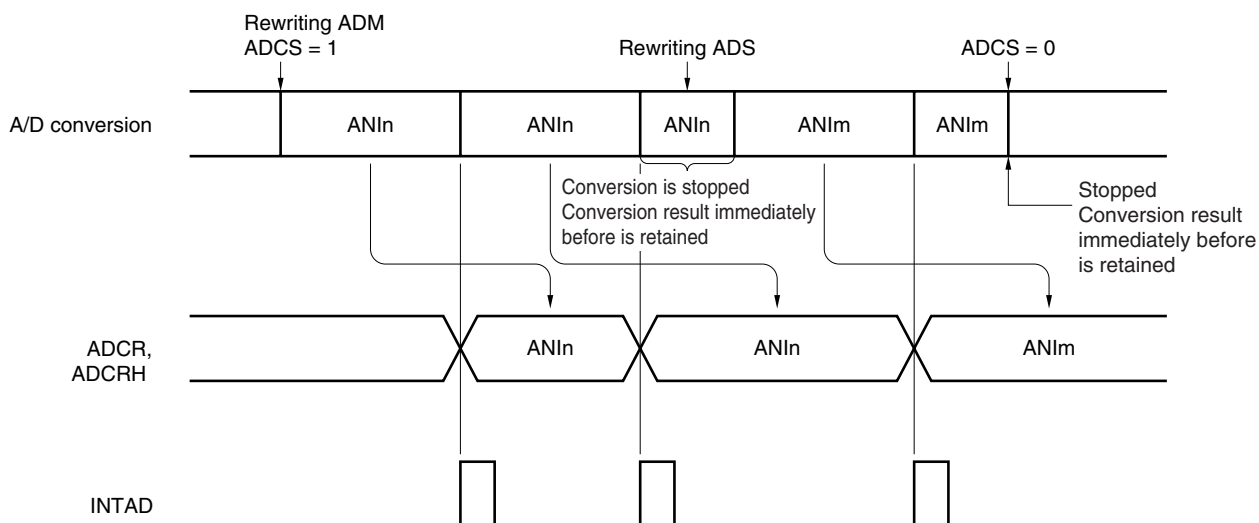 Rewriting ADM
ADCS = 1
Rewriting ADS
ADCS = 0
A/D conversion
ANIn
ANIn
ANIn
ANIm
ANIm
Conversion is stopped
Conversion result immediately
before is retained
Stopped
Conversion result
immediately before
is retained
ADCR,
ADCRH
ANIn
ANIn
ANIm
INTAD